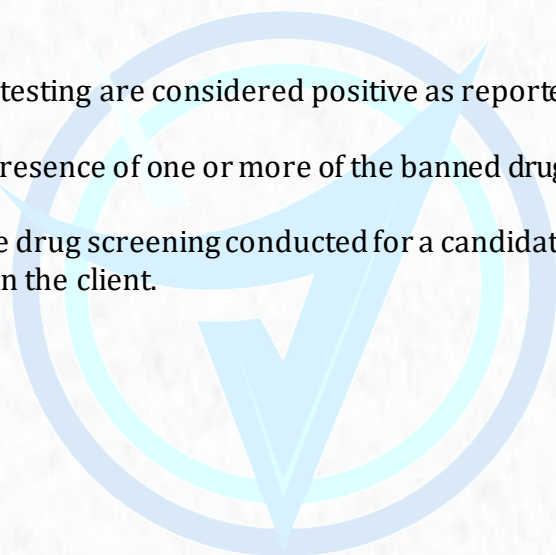 testing are considered positive as reporte
resence of one or more of the banned drug
e drug screening conducted for a candidat
n the client.